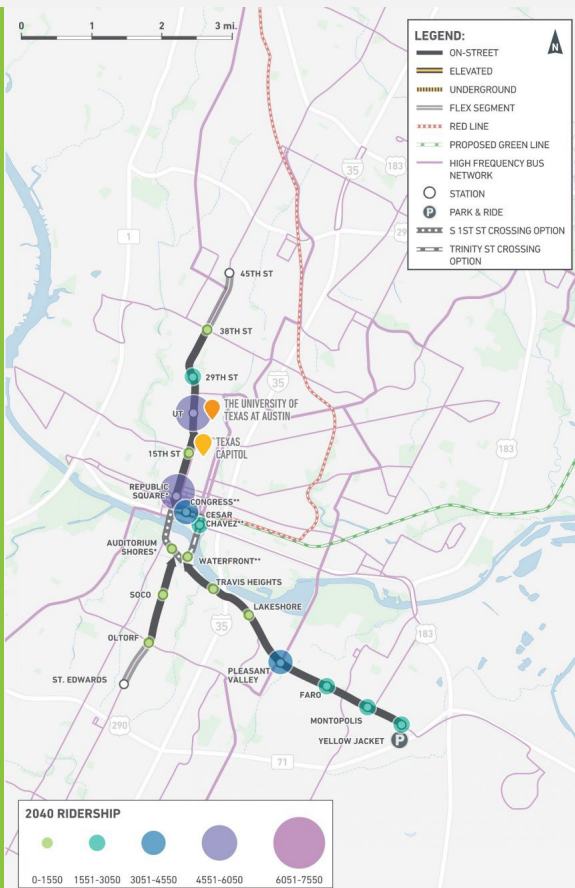 0 1 2 3 mi.
LEGEND:
N
ON-STREET
ELEVATED
UNDERGROUND
FLEX SEGMENT
RED LINE
PROPOSED GREEN LINE
HIGH FREQUENCY BUS
NETWORK
STATION
P PARK & RIDE
S 1ST ST CROSSING OPTION
TRINITY ST CROSSING
OPTION
35
183
1
45TH ST
38TH ST
29TH ST
35
UT
THE UNIVERSITY OF
TEXAS AT AUSTIN
TEXAS
CAPITOL
15TH ST
183
REPUBLIC
SQUARE*
CONGRESS**
CESAR
CHAVEZ**
AUDITORIUM
SHORES*
WATERFRONT**
TRAVIS HEIGHTS
SOCO
LAKESHORE
35
OLTORF
183
PLEASANT
VALLEY
ST. EDWARDS
FARO
MONTOPOLIS
290
YELLOW JACKET
P
71
2040 RIDERSHIP
0-1550 1551-3050 3051-4550 4551-6050 6051-7550